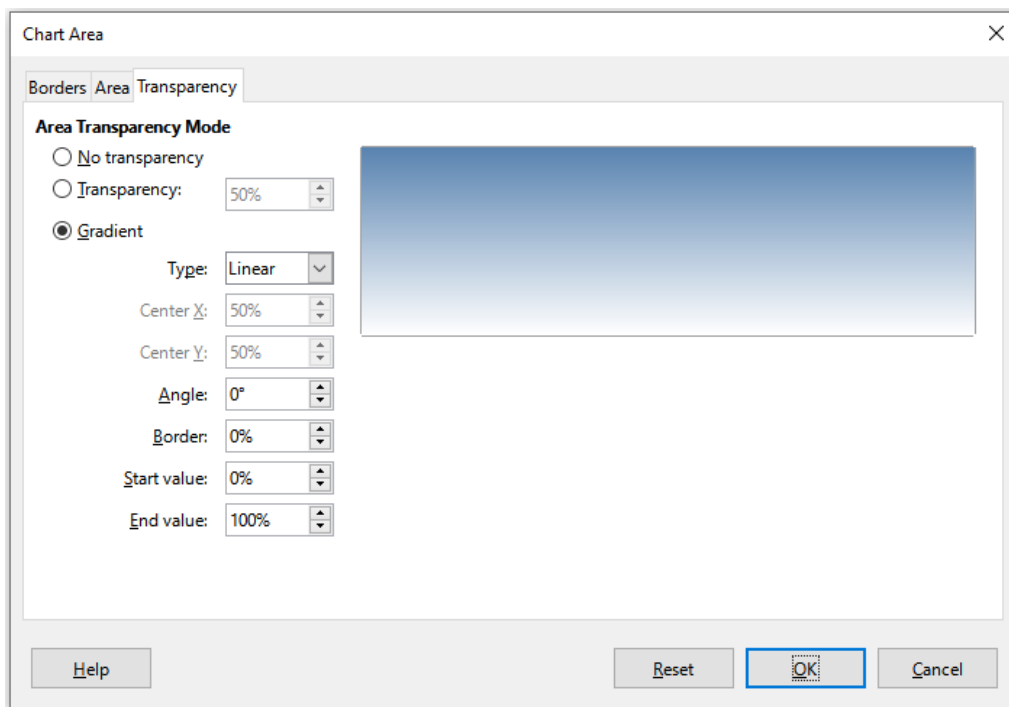 Chart Area
Borders Area Transparency
Area Transparency Mode
No transparency
Transparency: 50%
Gradient
Type: Linear
Center X: 50%
Center Y: 50%
Angle: 0°
Border: 0%
Start value: 0%
End value: 100%
Help Reset OK Cancel